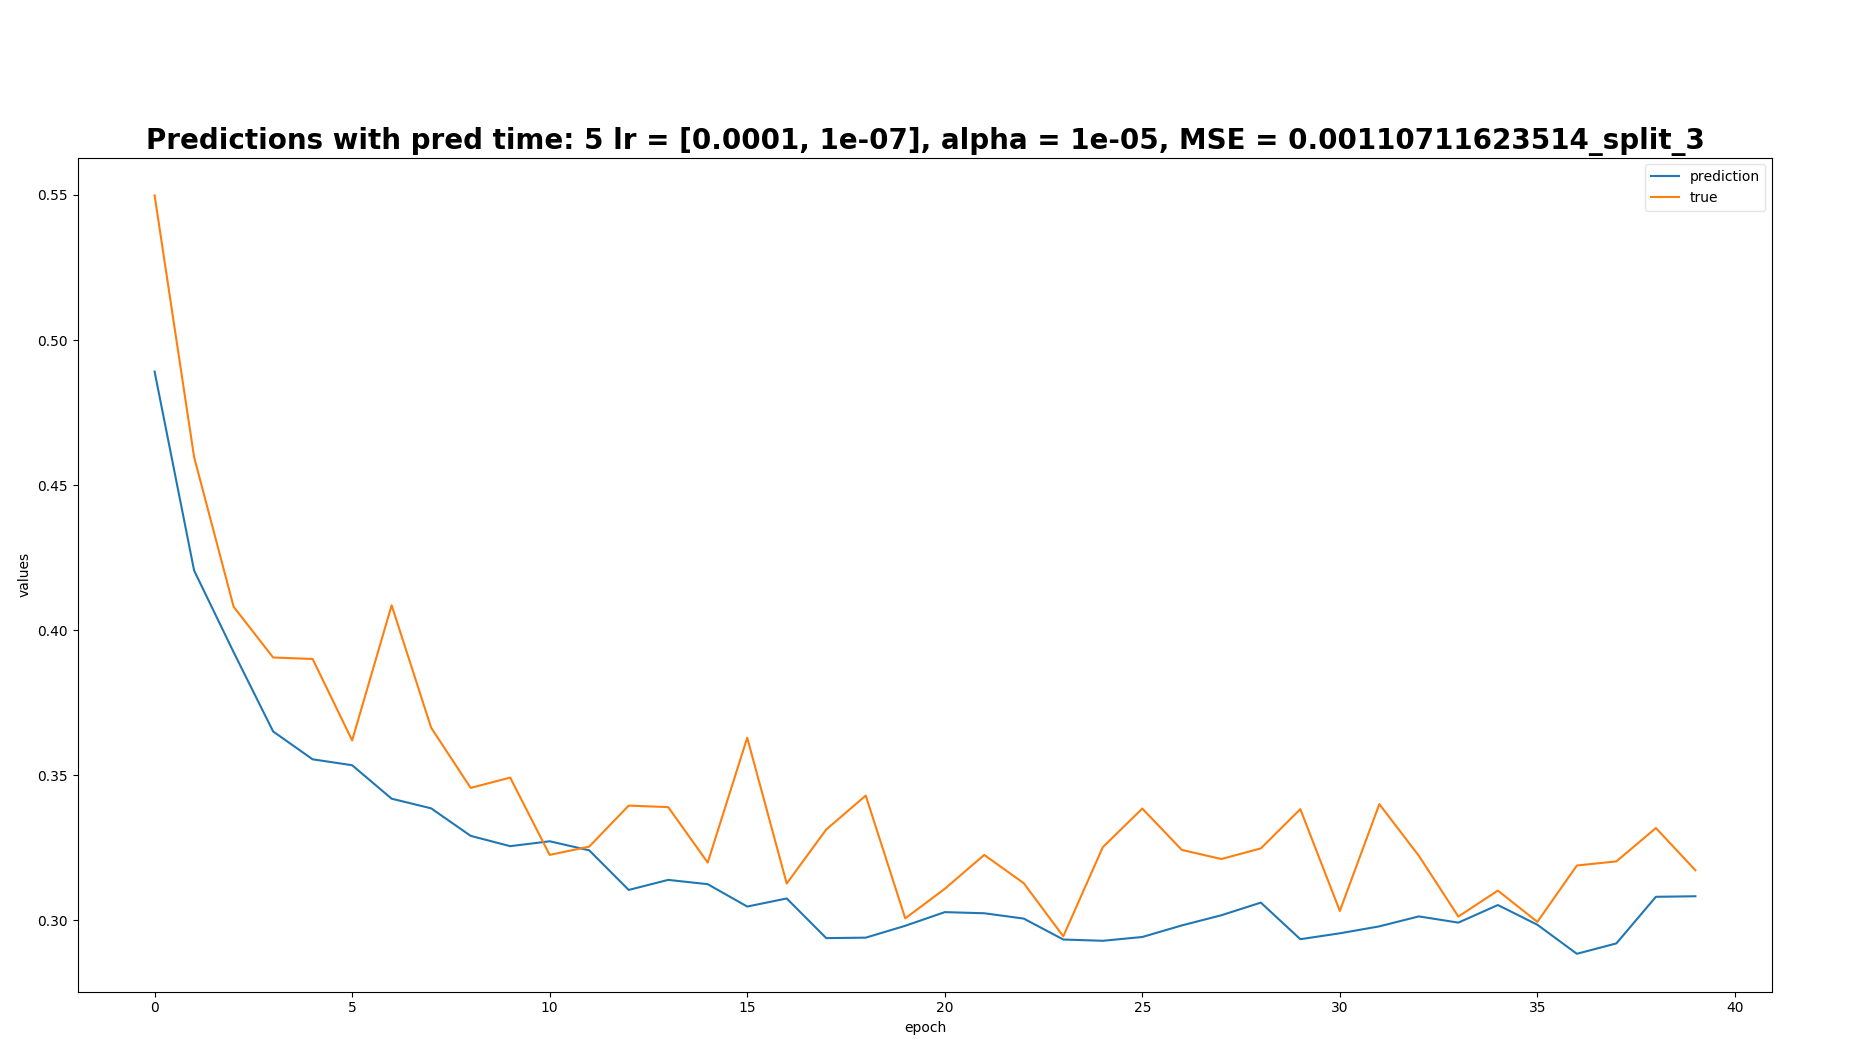 Predictions with pred time: 5 lr = [0.0001, 1e-07], alpha = 1e-05, MSE = 0.00110711623514_split_3
prediction
true
0.55
0.50
0.45
0.40
0.35
0.30
values
0 5 10 15 20 25 30 35 40
epoch